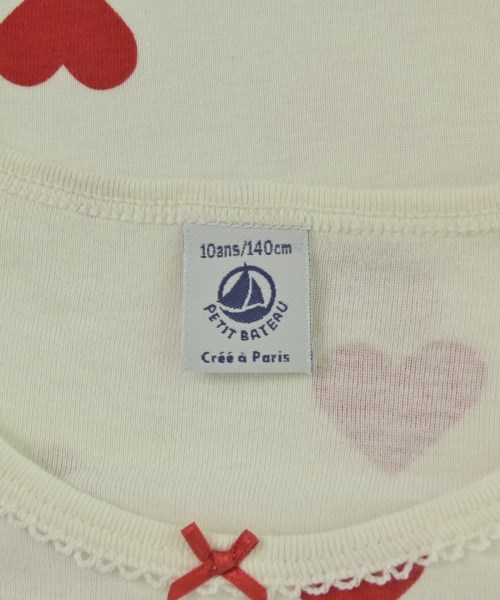 10ans/140cm
PETIT BATEAU
Créé à Paris